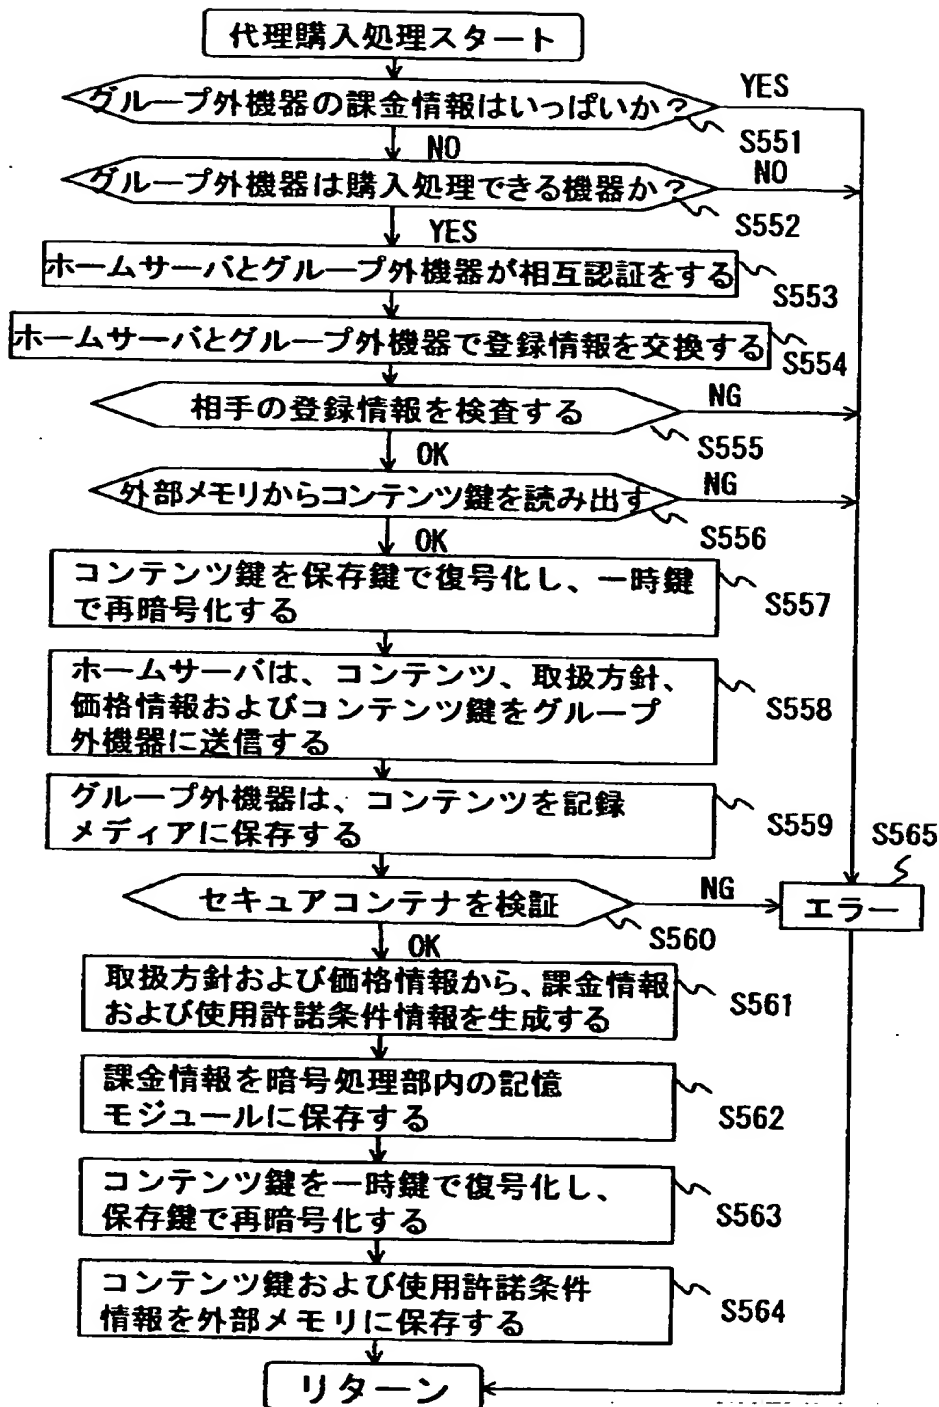 代理購入処理スタート
グループ外機器の課金情報はいっぱいか?
YES
S551
NO
グループ外機器は購入処理できる機器か?
NO
S552
YES
ホームサーバとグループ外機器が相互認証をする
S553
ホームサーバとグループ外機器で登録情報を交換する
S554
相手の登録情報を検査する
NG
S555
OK
外部メモリからコンテンツ鍵を読み出す
NG
S556
OK
コンテンツ鍵を保存鍵で復号化し、一時鍵
で再暗号化する
S557
ホームサーバは、コンテンツ、取扱方針、
価格情報およびコンテンツ鍵をグループ
外機器に送信する
S558
グループ外機器は、コンテンツを記録
メディアに保存する
S559
S565
セキュアコンテナを検証
NG
エラー
S560
OK
取扱方針および価格情報から、課金情報
および使用許諾条件情報を生成する
S561
課金情報を暗号処理部内の記憶
モジュールに保存する
S562
コンテンツ鍵を一時鍵で復号化し、
保存鍵で再暗号化する
S563
コンテンツ鍵および使用許諾条件
情報を外部メモリに保存する
S564
リターン